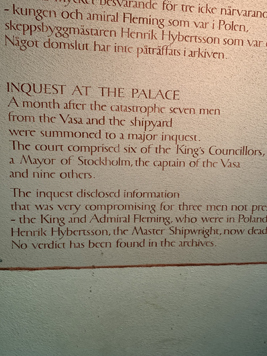 mycket besvärande för tre icke närvarand
- kungen och amiral Fleming som var i Polen,
skeppsbyggmästaren Henrik Hybertsson som var
Något domslut har inte påträffats i arkiven.
INQUEST AT THE PALACE
A month after the catastrophe seven men
from the Vasa and the shipyard
were summoned to a major inquest.
The court comprised six of the King's Councillors,
a Mayor of Stockholm, the captain of the Vasa
and nine others.
The inquest disclosed information
that was very compromising for three men not pre
– the King and Admiral Fleming, who were in Poland
Henrik Hybertsson, the Master Shipwright, now dead.
No verdict has been found in the archives.